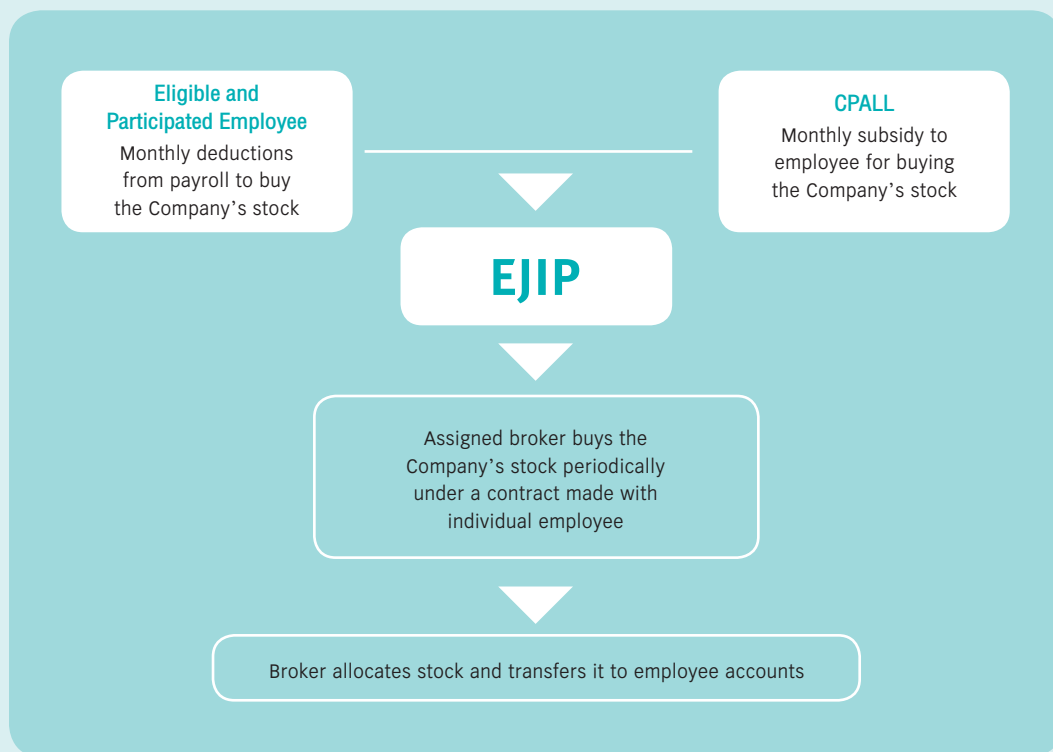 Eligible and
Participated Employee
Monthly deductions
from payroll to buy
the Company’s stock
CPALL
Monthly subsidy to
employee for buying
the Company’s stock
EJIP
Assigned broker buys the
Company’s stock periodically
under a contract made with
individual employee
Broker allocates stock and transfers it to employee accounts